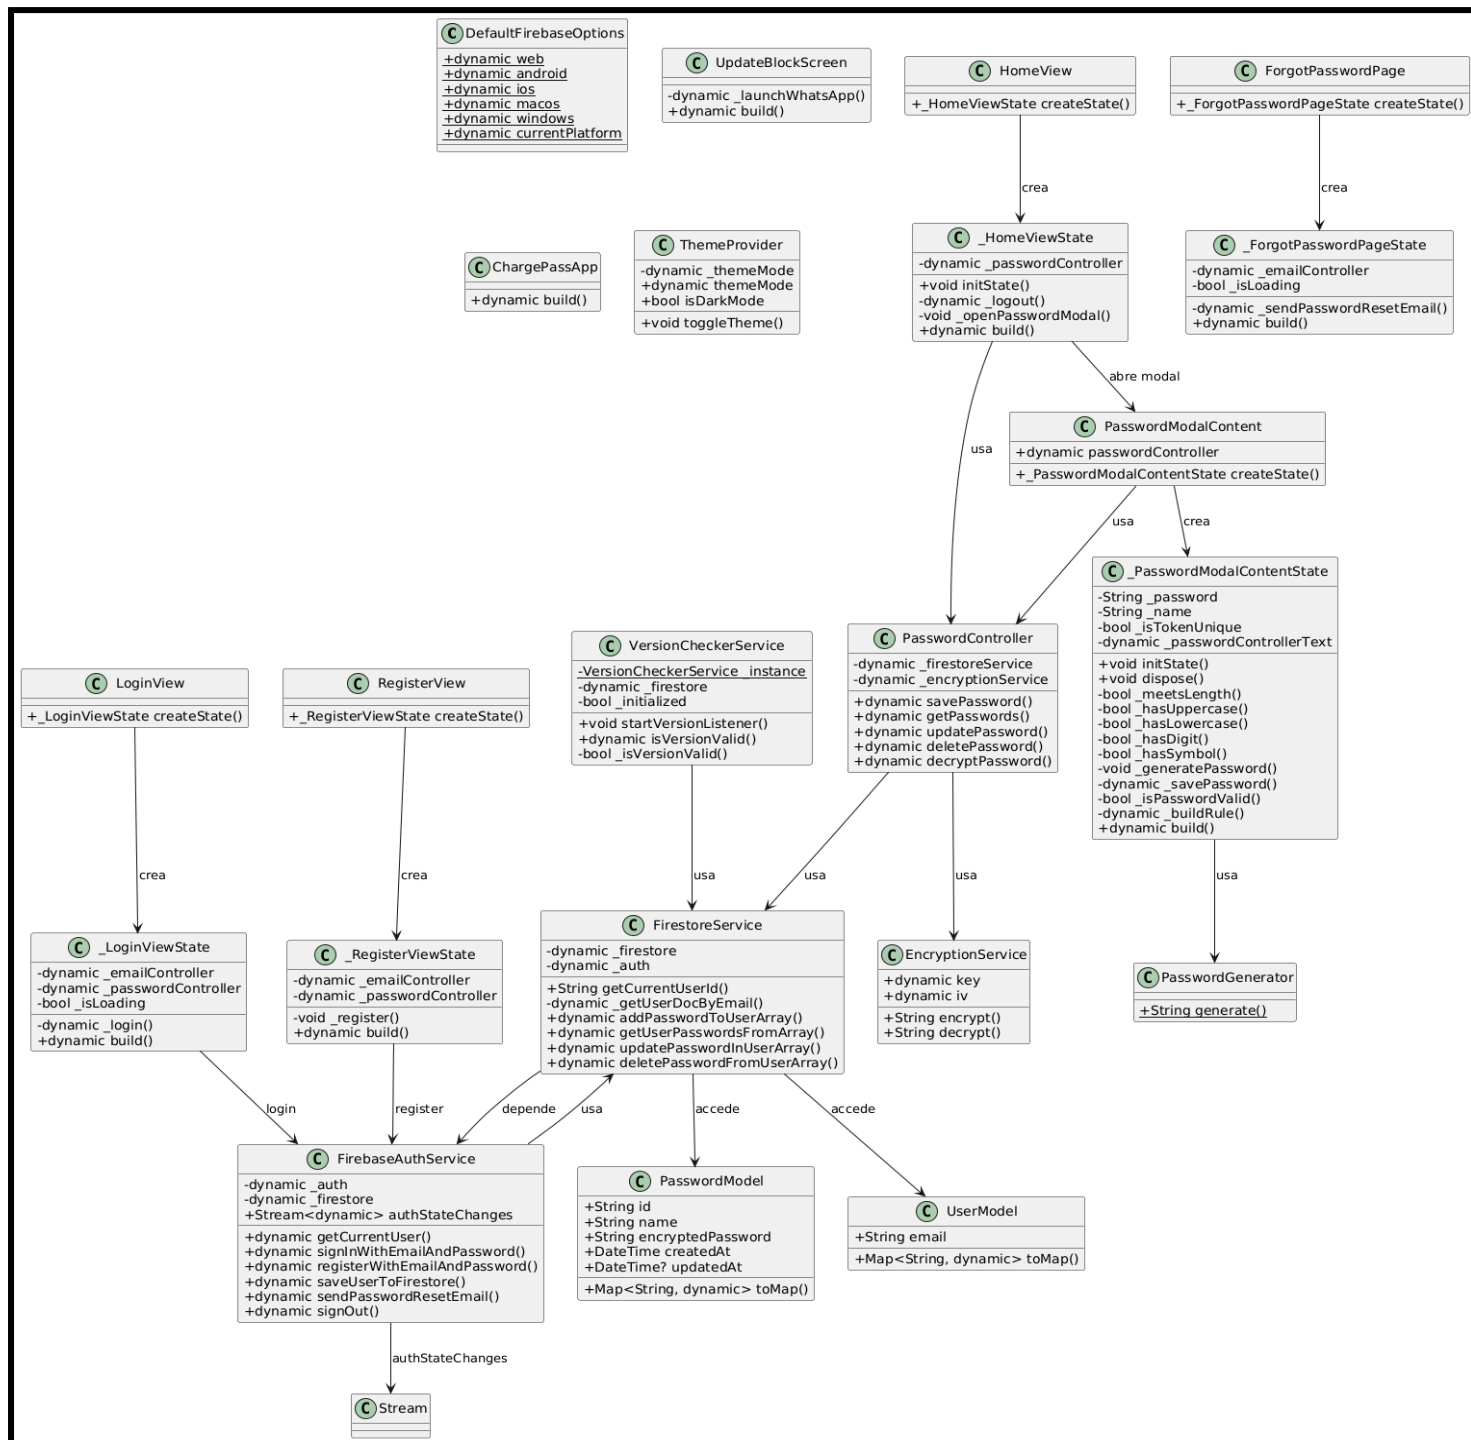 C DefaultFirebaseOptions
+dynamic web
+dynamic android
+dynamic ios
+dynamic macos
+dynamic windows
+dynamic currentPlatform
C UpdateBlockScreen
-dynamic _launchWhatsApp()
+dynamic build()
C HomeView
+_HomeViewState createState()
C ForgotPasswordPage
+_ForgotPasswordPageState createState()
crea
crea
C ChargePassApp
+dynamic build()
C ThemeProvider
-dynamic _themeMode
+dynamic themeMode
+bool isDarkMode
+void toggleTheme()
C _HomeViewState
-dynamic _passwordController
+void initState()
-dynamic _logout()
-void _openPasswordModal()
+dynamic build()
C _ForgotPasswordPageState
-dynamic _emailController
-bool _isLoading
-dynamic _sendPasswordResetEmail()
+dynamic build()
abre modal
usa
C PasswordModalContent
+dynamic passwordController
+_PasswordModalContentState createState()
usa
crea
C LoginView
+_LoginViewState createState()
C RegisterView
+_RegisterViewState createState()
C VersionCheckerService
-VersionCheckerService _instance
-dynamic _firestore
-bool _initialized
+void startVersionListener()
+dynamic isVersionValid()
-bool _isVersionValid()
C PasswordController
-dynamic _firestoreService
-dynamic _encryptionService
+dynamic savePassword()
+dynamic getPasswords()
+dynamic updatePassword()
+dynamic deletePassword()
+dynamic decryptPassword()
C _PasswordModalContentState
-String _password
-String _name
-bool _isTokenUnique
-dynamic _passwordControllerText
+void initState()
+void dispose()
-bool _meetsLength()
-bool _hasUppercase()
-bool _hasLowercase()
-bool _hasDigit()
-bool _hasSymbol()
-void _generatePassword()
-dynamic _savePassword()
-bool _isPasswordValid()
-dynamic _buildRule()
+dynamic build()
crea
crea
usa
usa
usa
usa
C _LoginViewState
-dynamic _emailController
-dynamic _passwordController
-bool _isLoading
-dynamic _login()
+dynamic build()
C _RegisterViewState
-dynamic _emailController
-dynamic _passwordController
-void _register()
+dynamic build()
C FirestoreService
-dynamic _firestore
-dynamic _auth
+String getCurrentUserId()
-dynamic _getUserDocByEmail()
+dynamic addPasswordToUserArray()
+dynamic getUserPasswordsFromArray()
+dynamic updatePasswordInUserArray()
+dynamic deletePasswordFromUserArray()
C EncryptionService
+dynamic key
+dynamic iv
+String encrypt()
+String decrypt()
C PasswordGenerator
+String generate()
login
register
depende
usa
accede
accede
C FirebaseAuthService
-dynamic _auth
-dynamic _firestore
+Stream<dynamic> authStateChanges
+dynamic getCurrentUser()
+dynamic signInWithEmailAndPassword()
+dynamic registerWithEmailAndPassword()
+dynamic saveUserToFirestore()
+dynamic sendPasswordResetEmail()
+dynamic signOut()
C PasswordModel
+String id
+String name
+String encryptedPassword
+DateTime createdAt
+DateTime? updatedAt
+Map<String, dynamic> toMap()
C UserModel
+String email
+Map<String, dynamic> toMap()
authStateChanges
C Stream